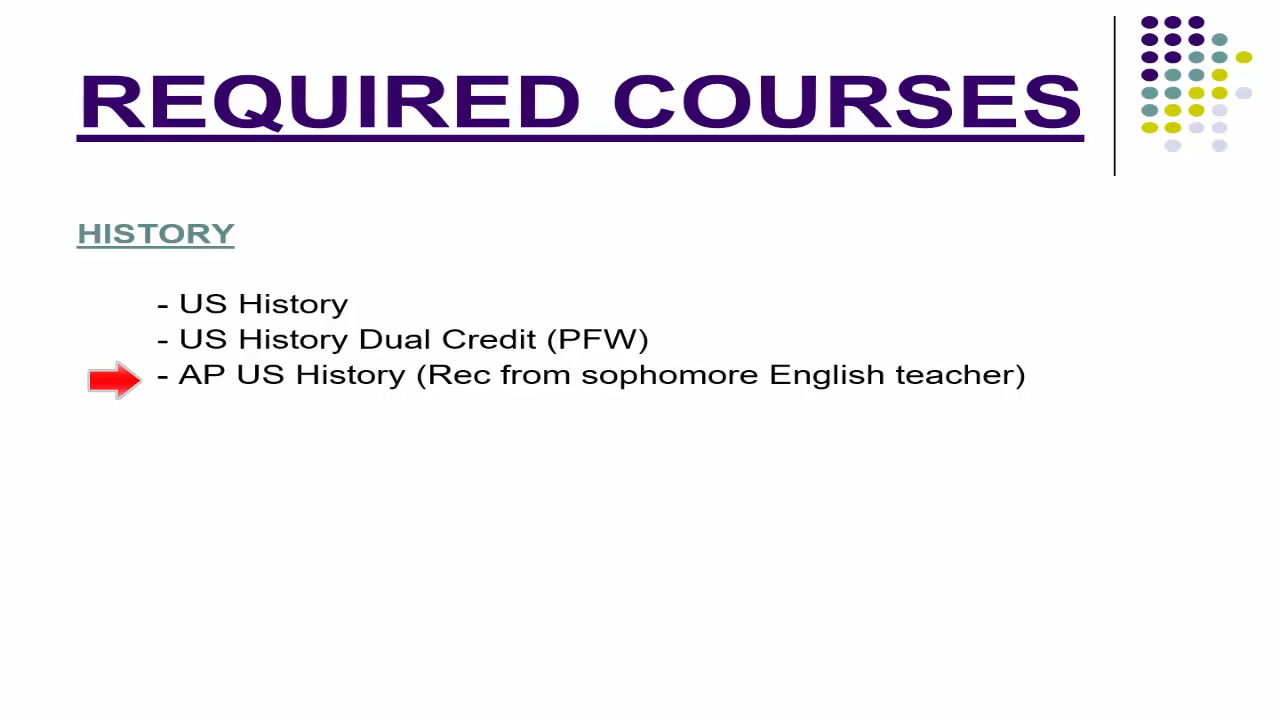 REQUIRED COURSES
HISTORY
- US History
- US History Dual Credit (PFW)
- AP US History (Rec from sophomore English teacher)